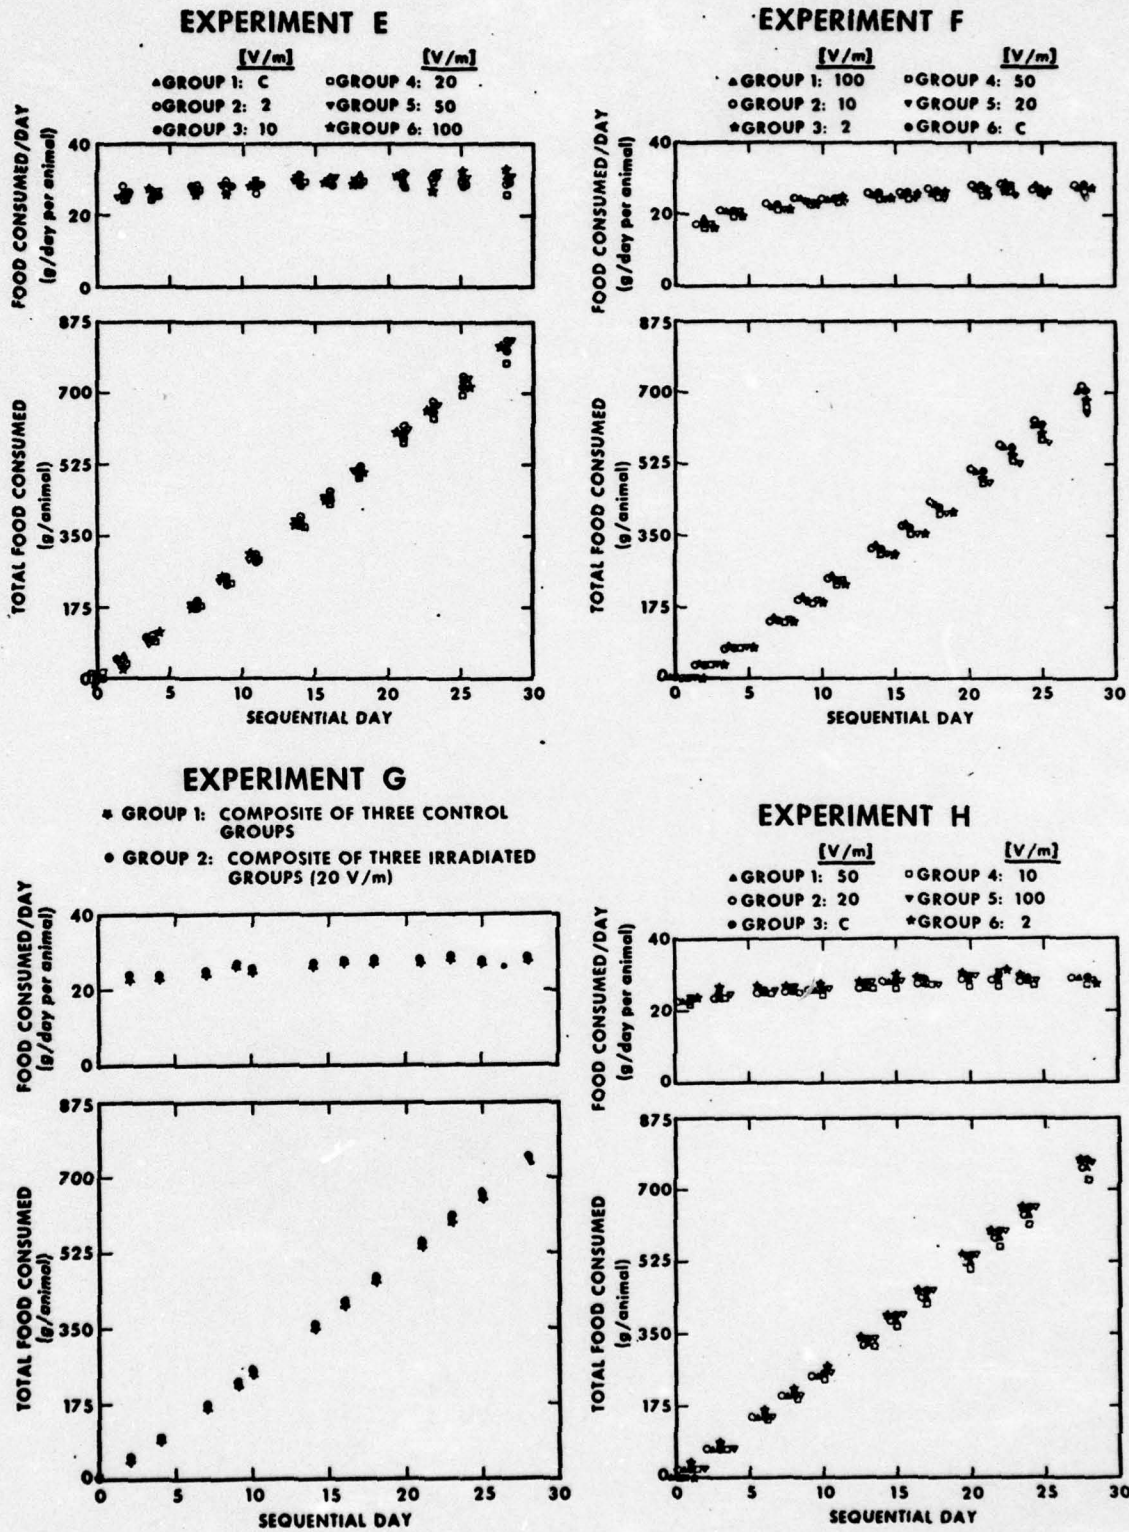 EXPERIMENT E
[V/m] [V/m]
▲GROUP 1: C □GROUP 4: 20
○GROUP 2: 2 ▼GROUP 5: 50
●GROUP 3: 10 ★GROUP 6: 100
FOOD CONSUMED/DAY
(g/day per animal)
40
20
0
TOTAL FOOD CONSUMED
(g/animal)
875
700
525
350
175
0
0 5 10 15 20 25 30
SEQUENTIAL DAY
EXPERIMENT F
[V/m] [V/m]
▲GROUP 1: 100 □GROUP 4: 50
○GROUP 2: 10 ▼GROUP 5: 20
★GROUP 3: 2 ●GROUP 6: C
FOOD CONSUMED/DAY
(g/day per animal)
40
20
0
TOTAL FOOD CONSUMED
(g/animal)
875
700
525
350
175
0
0 5 10 15 20 25 30
SEQUENTIAL DAY
EXPERIMENT G
★ GROUP 1: COMPOSITE OF THREE CONTROL
GROUPS
● GROUP 2: COMPOSITE OF THREE IRRADIATED
GROUPS (20 V/m)
FOOD CONSUMED/DAY
(g/day per animal)
40
20
0
TOTAL FOOD CONSUMED
(g/animal)
875
700
525
350
175
0
0 5 10 15 20 25 30
SEQUENTIAL DAY
EXPERIMENT H
[V/m] [V/m]
▲GROUP 1: 50 □GROUP 4: 10
○GROUP 2: 20 ▼GROUP 5: 100
●GROUP 3: C ★GROUP 6: 2
FOOD CONSUMED/DAY
(g/day per animal)
40
20
0
TOTAL FOOD CONSUMED
(g/animal)
875
700
525
350
175
0
0 5 10 15 20 25 30
SEQUENTIAL DAY